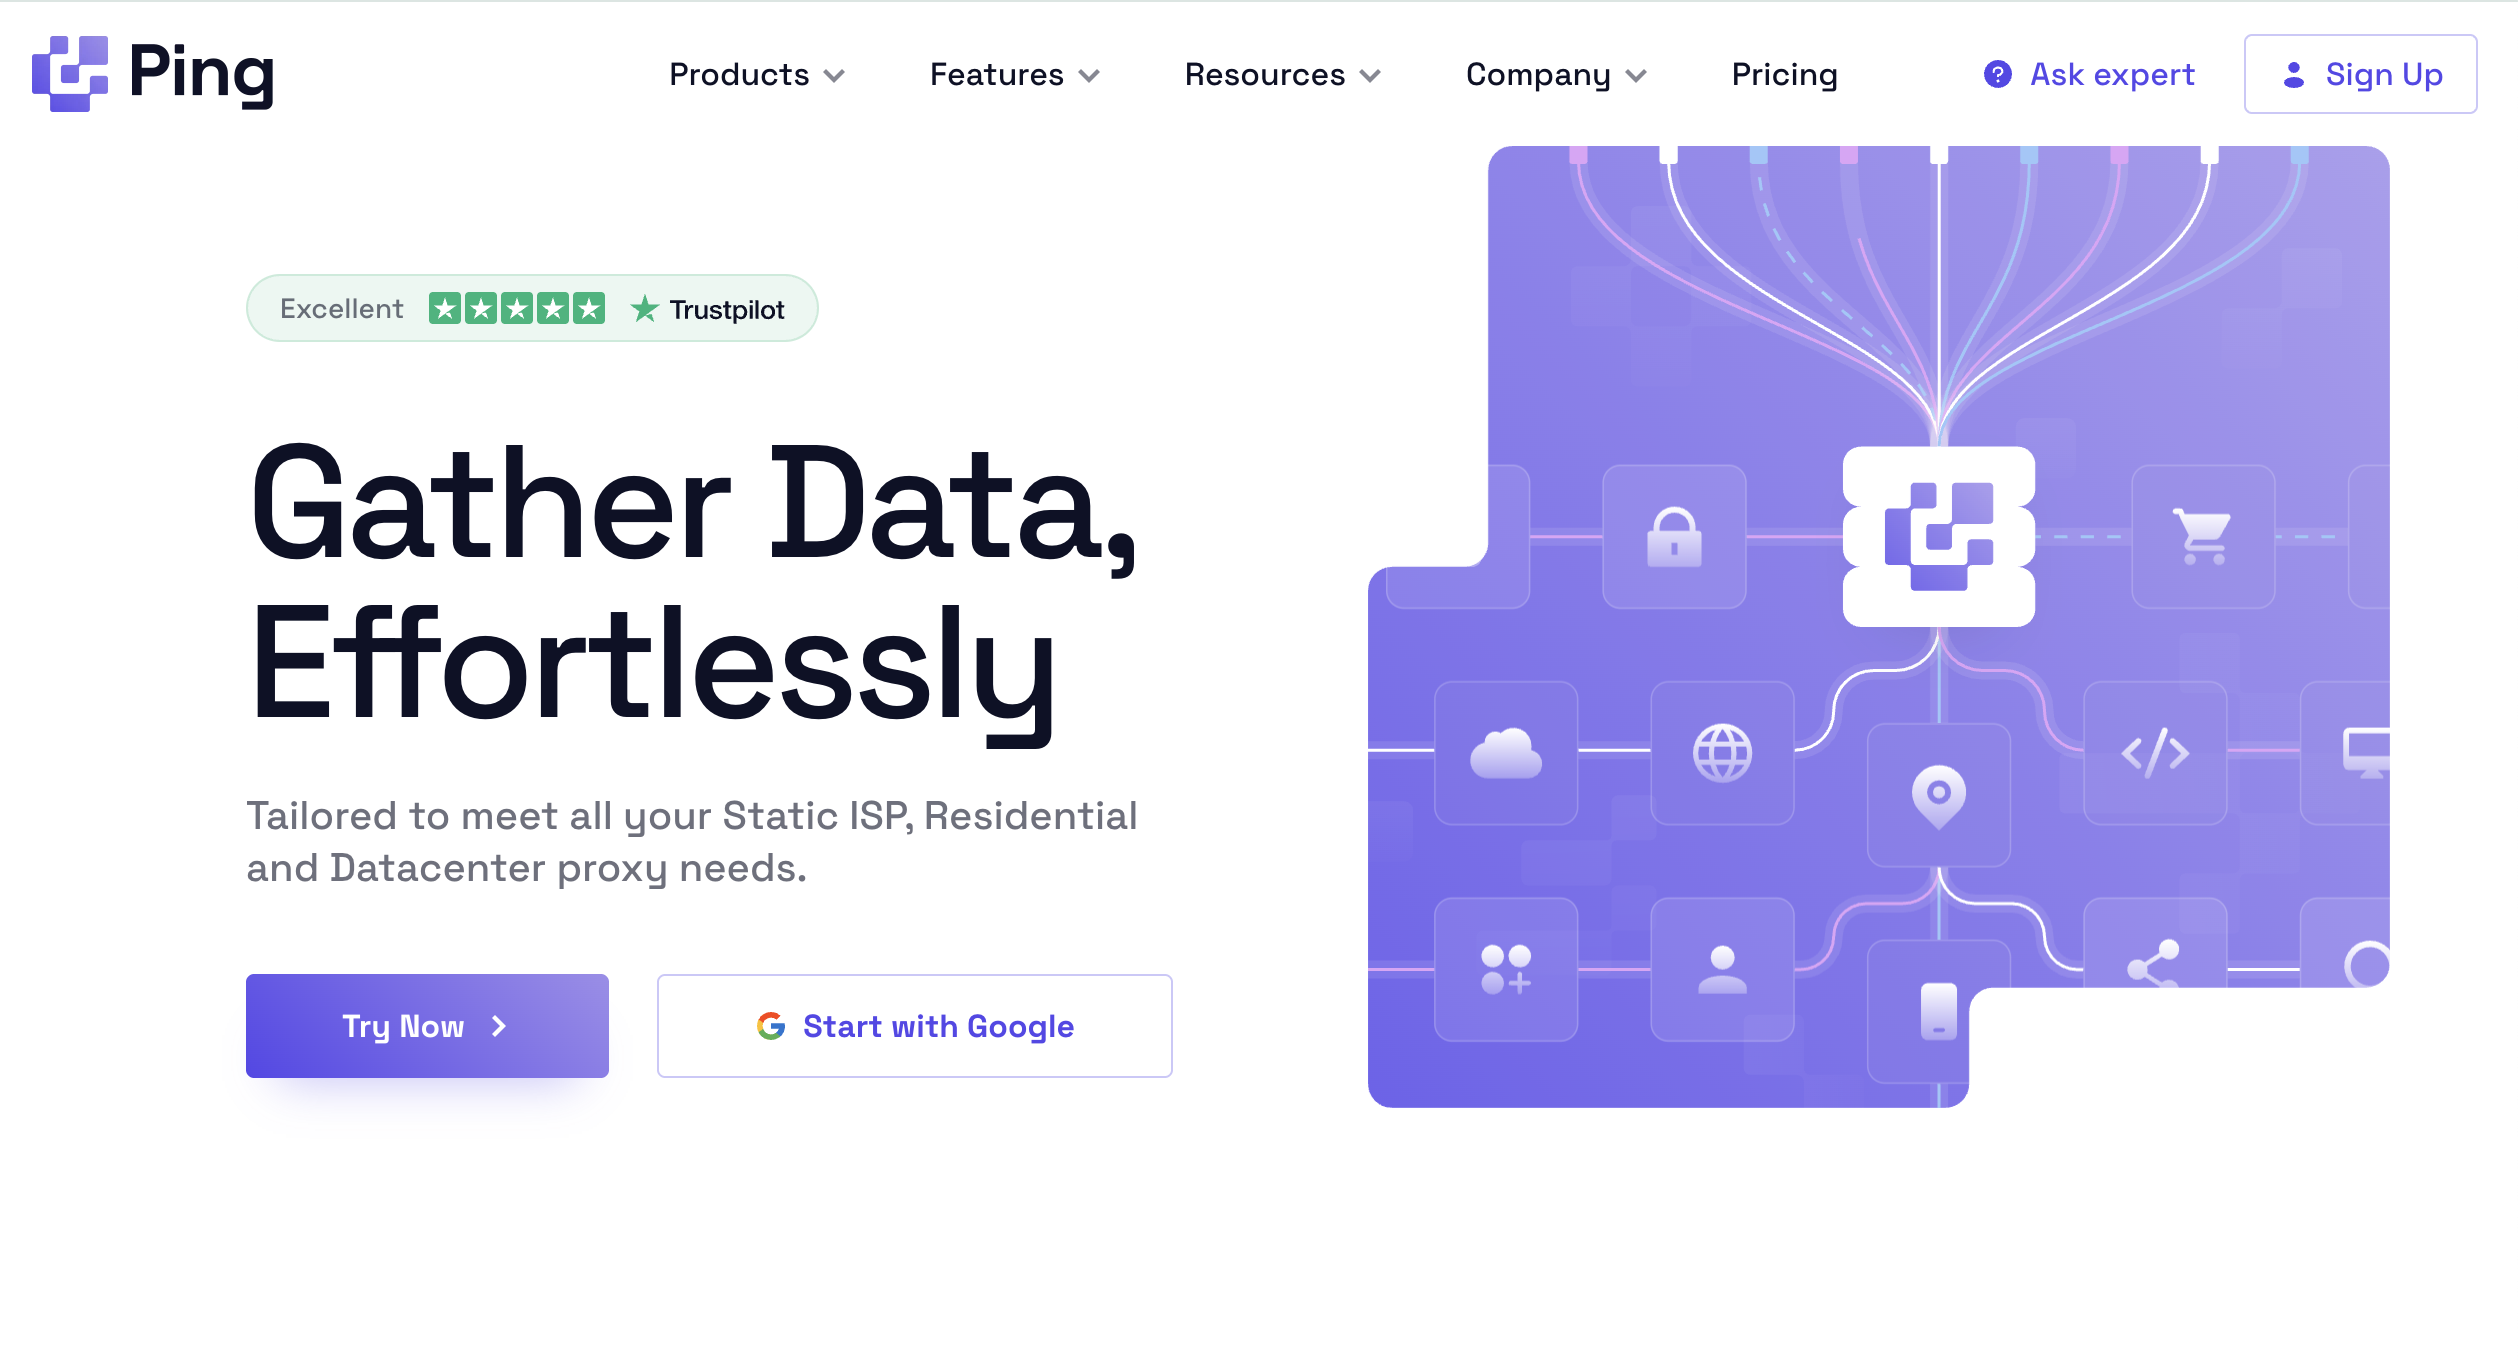 Ping
Products
Features
Resources
Company
Pricing
Ask expert
Sign Up
Excellent
Trustpilot
Gather Data,
Effortlessly
Tailored to meet all your Static ISP, Residential
and Datacenter proxy needs.
Try Now
Start with Google